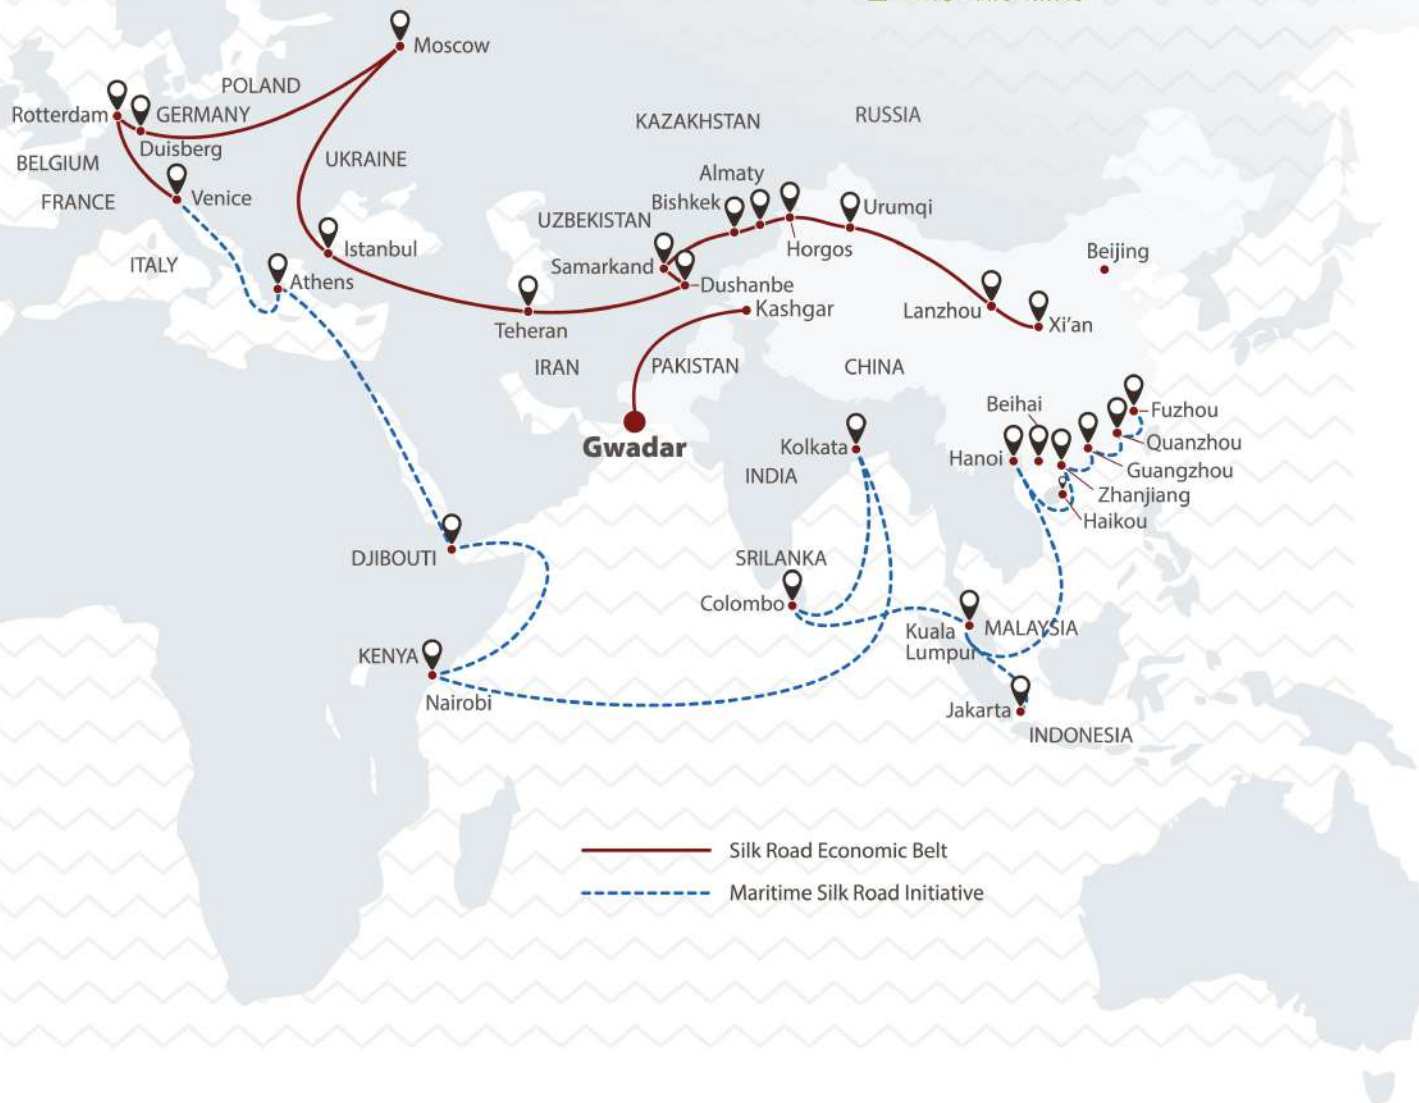 Moscow
POLAND
Rotterdam
GERMANY
Duisberg
BELGIUM
UKRAINE
FRANCE
Venice
KAZAKHSTAN
RUSSIA
Almaty
Bishkek
Urumqi
UZBEKISTAN
Horgos
Istanbul
ITALY
Athens
Samarkand
Dushanbe
Beijing
Kashgar
Lanzhou
Xi’an
Teheran
IRAN
PAKISTAN
CHINA
Gwadar
Beihai
Fuzhou
Quanzhou
Kolkata
Hanoi
Guangzhou
INDIA
Zhanjiang
Haikou
DJIBOUTI
SRILANKA
Colombo
Kuala
Lumpur
MALAYSIA
KENYA
Nairobi
Jakarta
INDONESIA
Silk Road Economic Belt
Maritime Silk Road Initiative